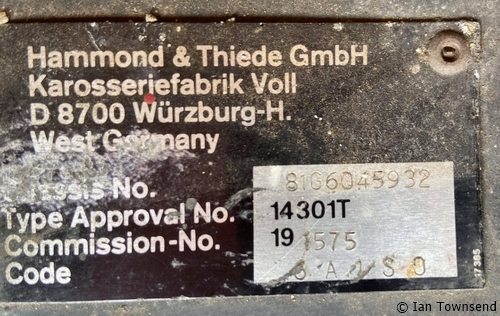 Hammond & Thiede GmbH
Karosseriefabrik Voll
D 8700 Würzburg-H.
West Germany
Chassis No. 81G6045932
Type Approval No. 14301T
Commission-No. 19 1575
Code
© Ian Townsend